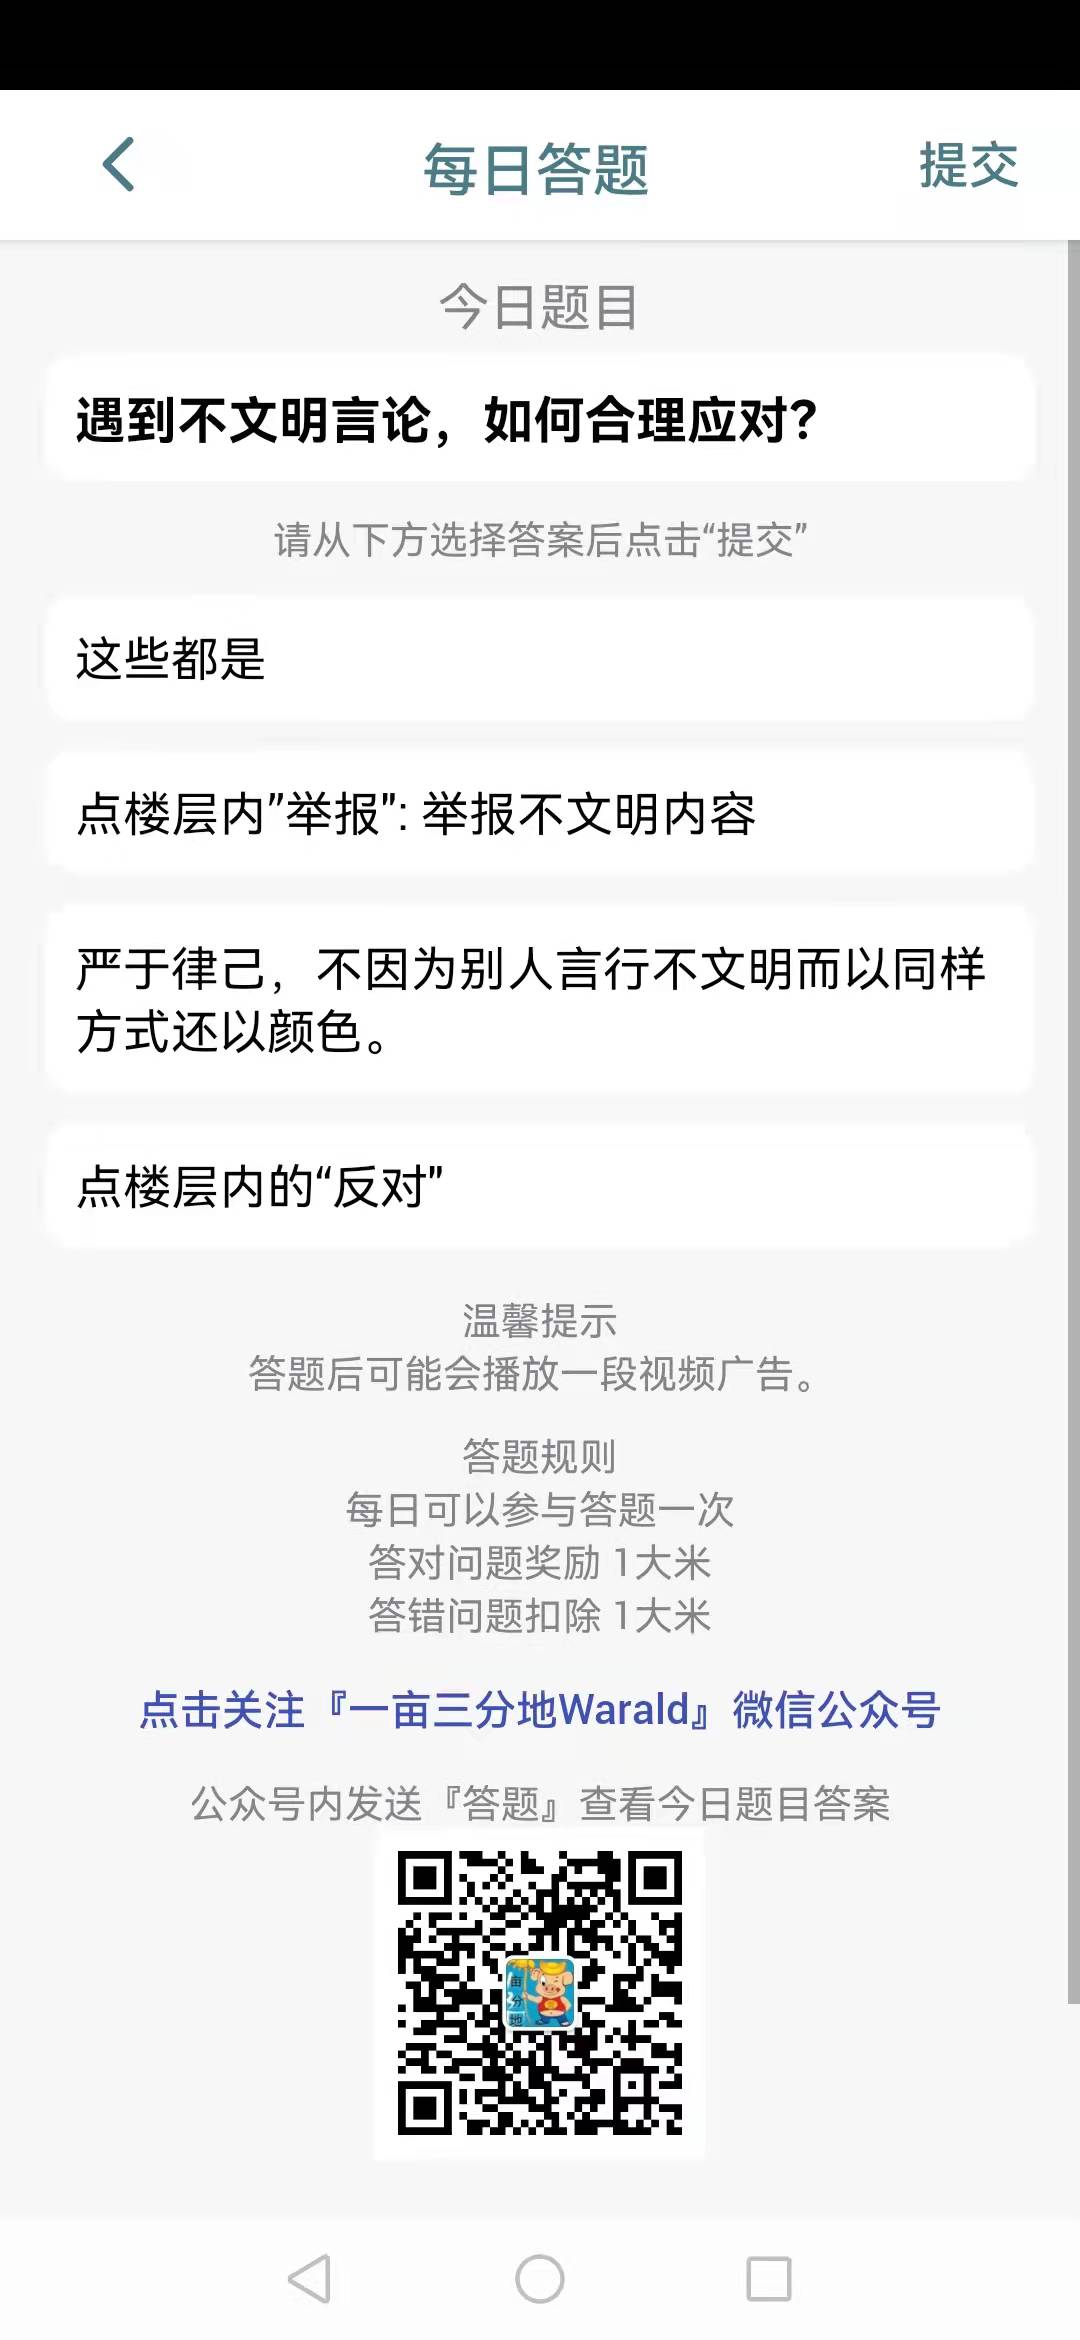 每日答题
提交
今日题目
遇到不文明言论，如何合理应对？
请从下方选择答案后点击“提交”
这些都是
点楼层内”举报": 举报不文明内容
严于律己，不因为别人言行不文明而以同样
方式还以颜色。
点楼层内的“反对”
温馨提示
答题后可能会播放一段视频广告。
答题规则
每日可以参与答题一次
答对问题奖励 1大米
答错问题扣除 1大米
点击关注『一亩三分地Warald』微信公众号
公众号内发送『答题』查看今日题目答案